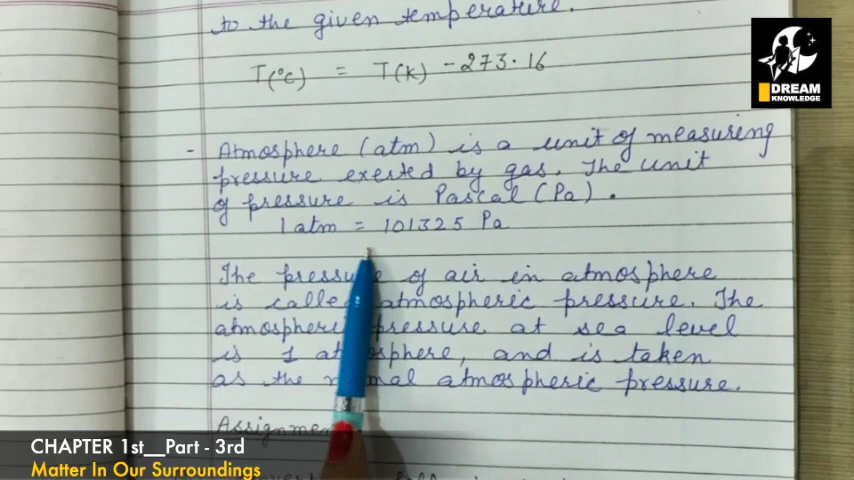 to the given temperature.
T(°C) = T(K) - 273.16
DREAM
KNOWLEDGE
- Atmosphere (atm) is a unit of measuring
pressure exerted by gas. The unit
of pressure is Pascal (Pa).
1 atm = 101325 Pa
The pressure of air in atmosphere
is called atmospheric pressure. The
atmospheric pressure at sea level
is 1 atmosphere, and is taken
as the normal atmospheric pressure.
Assignment
CHAPTER 1st__Part - 3rd
Matter In Our Surroundings